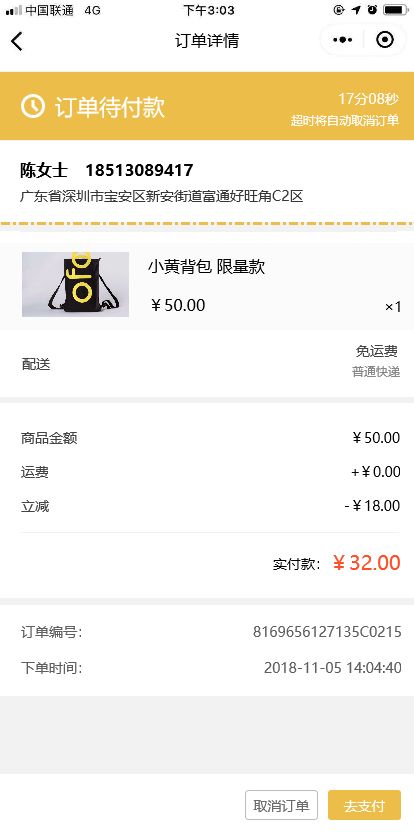 中国联通 4G 下午3:03
订单详情
订单待付款
17分08秒
超时将自动取消订单
陈女士 18513089417
广东省深圳市宝安区新安街道富通好旺角C2区
ofo
小黄背包 限量款
￥50.00 ×1
配送
免运费
普通快递
商品金额 ￥50.00
运费 +￥0.00
立减 -￥18.00
实付款： ￥32.00
订单编号： 8169656127135C0215
下单时间： 2018-11-05 14:04:40
取消订单 去支付